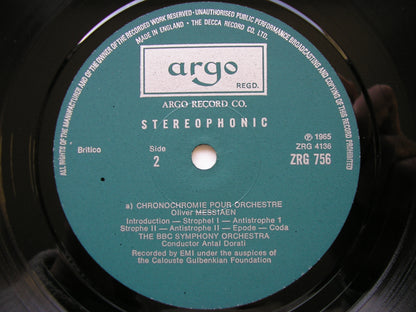 ALL RIGHTS OF THE MANUFACTURER AND OF THE OWNER OF THE RECORDED WORK RESERVED · UNAUTHORISED PUBLIC PERFORMANCE BROADCASTING AND COPYING OF THIS RECORD PROHIBITED
MADE IN ENGLAND · THE DECCA RECORD CO. LTD.
argo
REGD.
ARGO RECORD CO.
STEREOPHONIC
Britico
Side
2
℗ 1965
ZRG 4136
ZRG 756
a) CHRONOCHROMIE POUR ORCHESTRE
Oliver MESSIAEN
Introduction — Strophel I — Antistrophe 1
Strophe II — Antistrophe II — Epode — Coda
THE BBC SYMPHONY ORCHESTRA
Conductor Antal Dorati
Recorded by EMI under the auspices of
the Calouste Gulbenkian Foundation